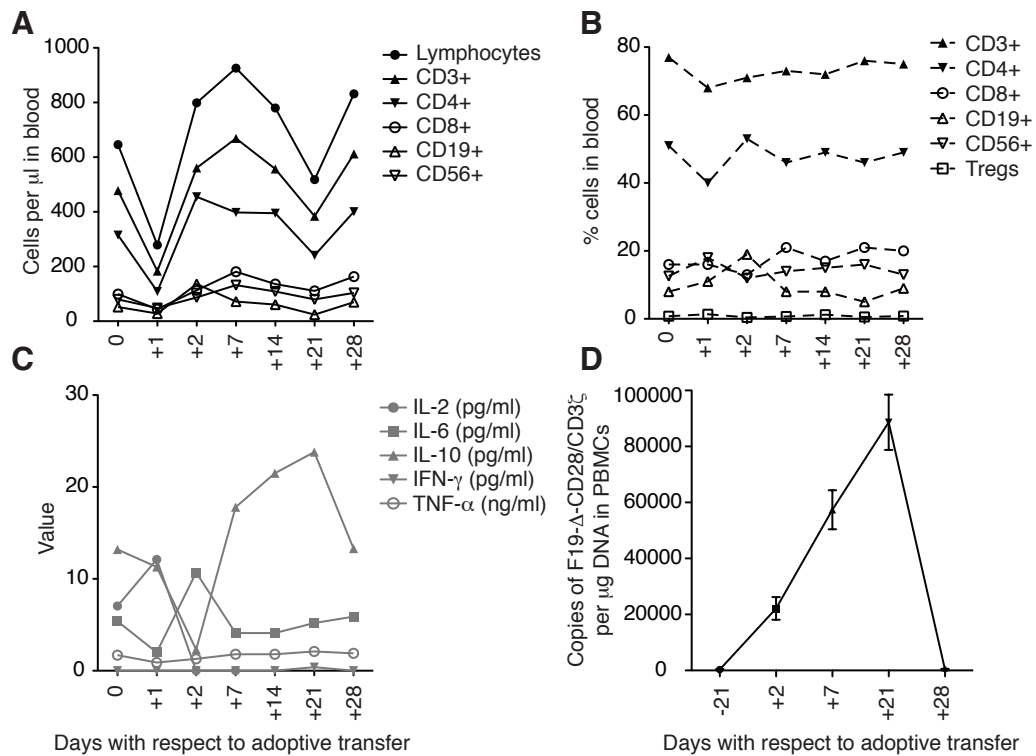 A
Cells per µl in blood
1000
800
600
400
200
0
0
+1
+2
+7
+14
+21
+28
Lymphocytes
CD3+
CD4+
CD8+
CD19+
CD56+
B
% cells in blood
80
60
40
20
0
0
+1
+2
+7
+14
+21
+28
CD3+
CD4+
CD8+
CD19+
CD56+
Tregs
C
Value
30
20
10
0
0
+1
+2
+7
+14
+21
+28
Days with respect to adoptive transfer
IL-2 (pg/ml)
IL-6 (pg/ml)
IL-10 (pg/ml)
IFN-γ (pg/ml)
TNF-α (ng/ml)
D
Copies of F19-Δ-CD28/CD3ζ
per µg DNA in PBMCs
100000
80000
60000
40000
20000
0
-21
+2
+7
+21
+28
Days with respect to adoptive transfer